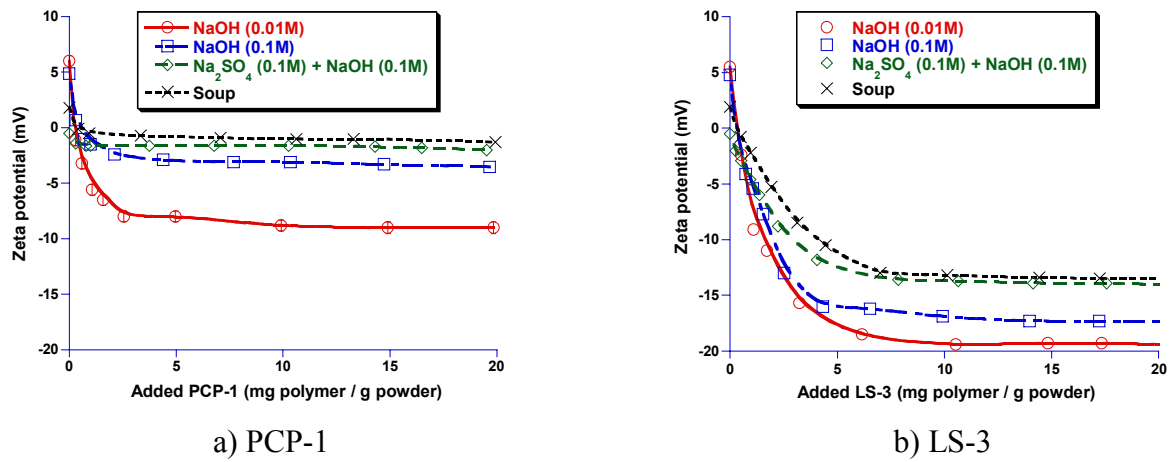 NaOH (0.01M)
NaOH (0.1M)
Na2SO4 (0.1M) + NaOH (0.1M)
Soup
10
5
0
-5
-10
-15
-20
Zeta potential (mV)
0
5
10
15
20
Added PCP-1 (mg polymer / g powder)
a) PCP-1
NaOH (0.01M)
NaOH (0.1M)
Na2SO4 (0.1M) + NaOH (0.1M)
Soup
10
5
0
-5
-10
-15
-20
Zeta potential (mV)
0
5
10
15
20
Added LS-3 (mg polymer / g powder)
b) LS-3